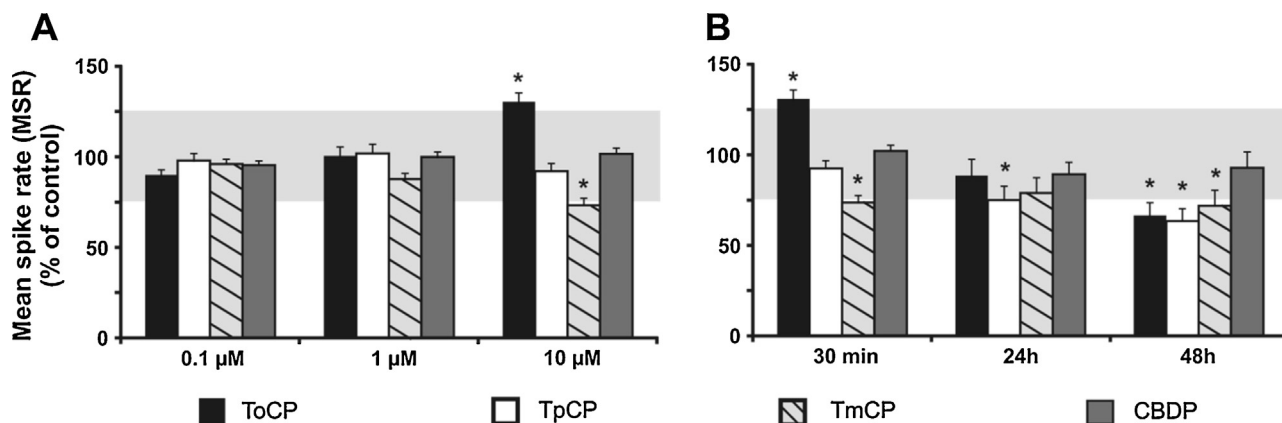 A
B
Mean spike rate (MSR)
(% of control)
150
100
50
0
*
*
0.1 µM
1 µM
10 µM
150
100
50
0
*
*
*
*
*
*
30 min
24h
48h
ToCP
TpCP
TmCP
CBDP